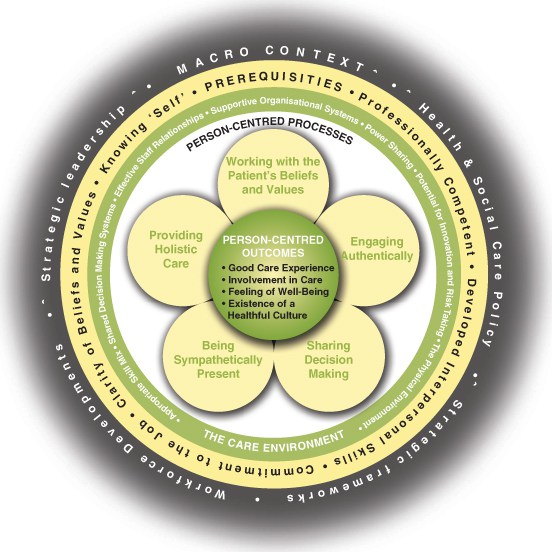 MACRO CONTEXT
Health & Social Care Policy
Strategic frameworks
Workforce Developments
Strategic leadership
PREREQUISITIES • Professionally Competent • Developed Interpersonal Skills • Commitment to the Job • Clarity of Beliefs and Values • Knowing 'Self' •
THE CARE ENVIRONMENT
•Appropriate Skill Mix • Shared Decision Making Systems • Effective Staff Relationships • Supportive Organisational Systems • Power Sharing • Potential for Innovation and Risk Taking • The Physical Environment •
PERSON-CENTRED PROCESSES
Working with the
Patient's Beliefs
and Values
Engaging
Authentically
Sharing
Decision
Making
Being
Sympathetically
Present
Providing
Holistic
Care
PERSON-CENTRED
OUTCOMES
• Good Care Experience
• Involvement in Care
• Feeling of Well-Being
• Existence of a
Healthful Culture